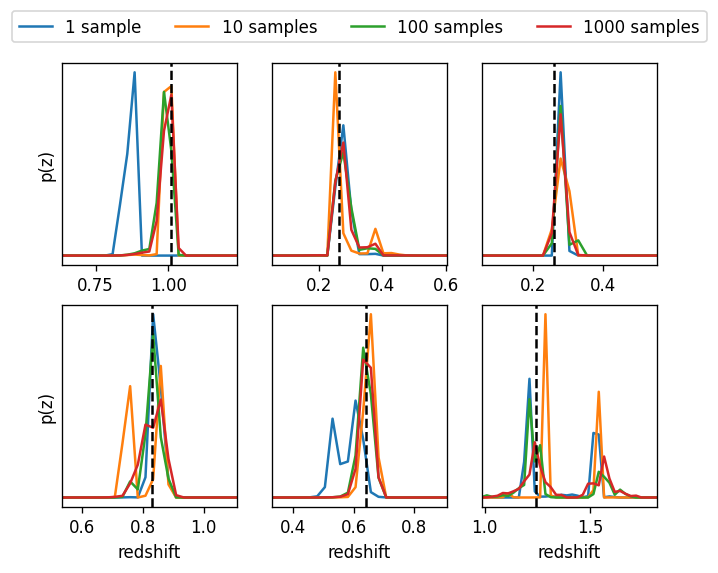 1 sample 10 samples 100 samples 1000 samples
p(z)
0.75 1.00 0.2 0.4 0.6 0.2 0.4
p(z)
0.6 0.8 1.0 0.4 0.6 0.8 1.0 1.5
redshift redshift redshift